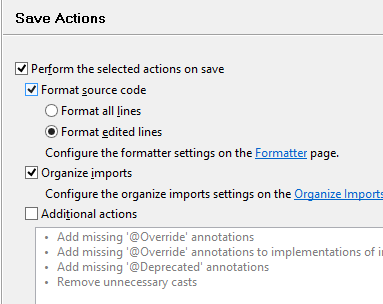 Save Actions
Perform the selected actions on save
Format source code
Format all lines
Format edited lines
Configure the formatter settings on the Formatter page.
Organize imports
Configure the organize imports settings on the Organize Imports
Additional actions
Add missing '@Override' annotations
Add missing '@Override' annotations to implementations of
Add missing '@Deprecated' annotations
Remove unnecessary casts